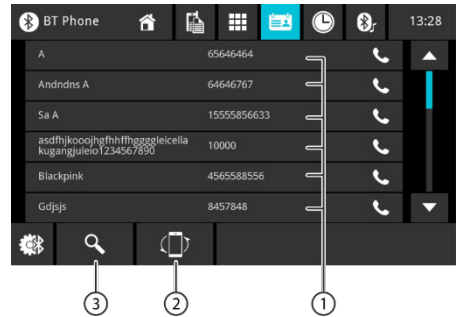 BT Phone 13:28
A 65646464
Andndns A 64646767
Sa A 15555856633
asdfhjkooojhgfhhffhggggleicella
kugangjuleio1234567890 10000
Blackpink 4565588556
Gdjsjs 8457848
3 2 1